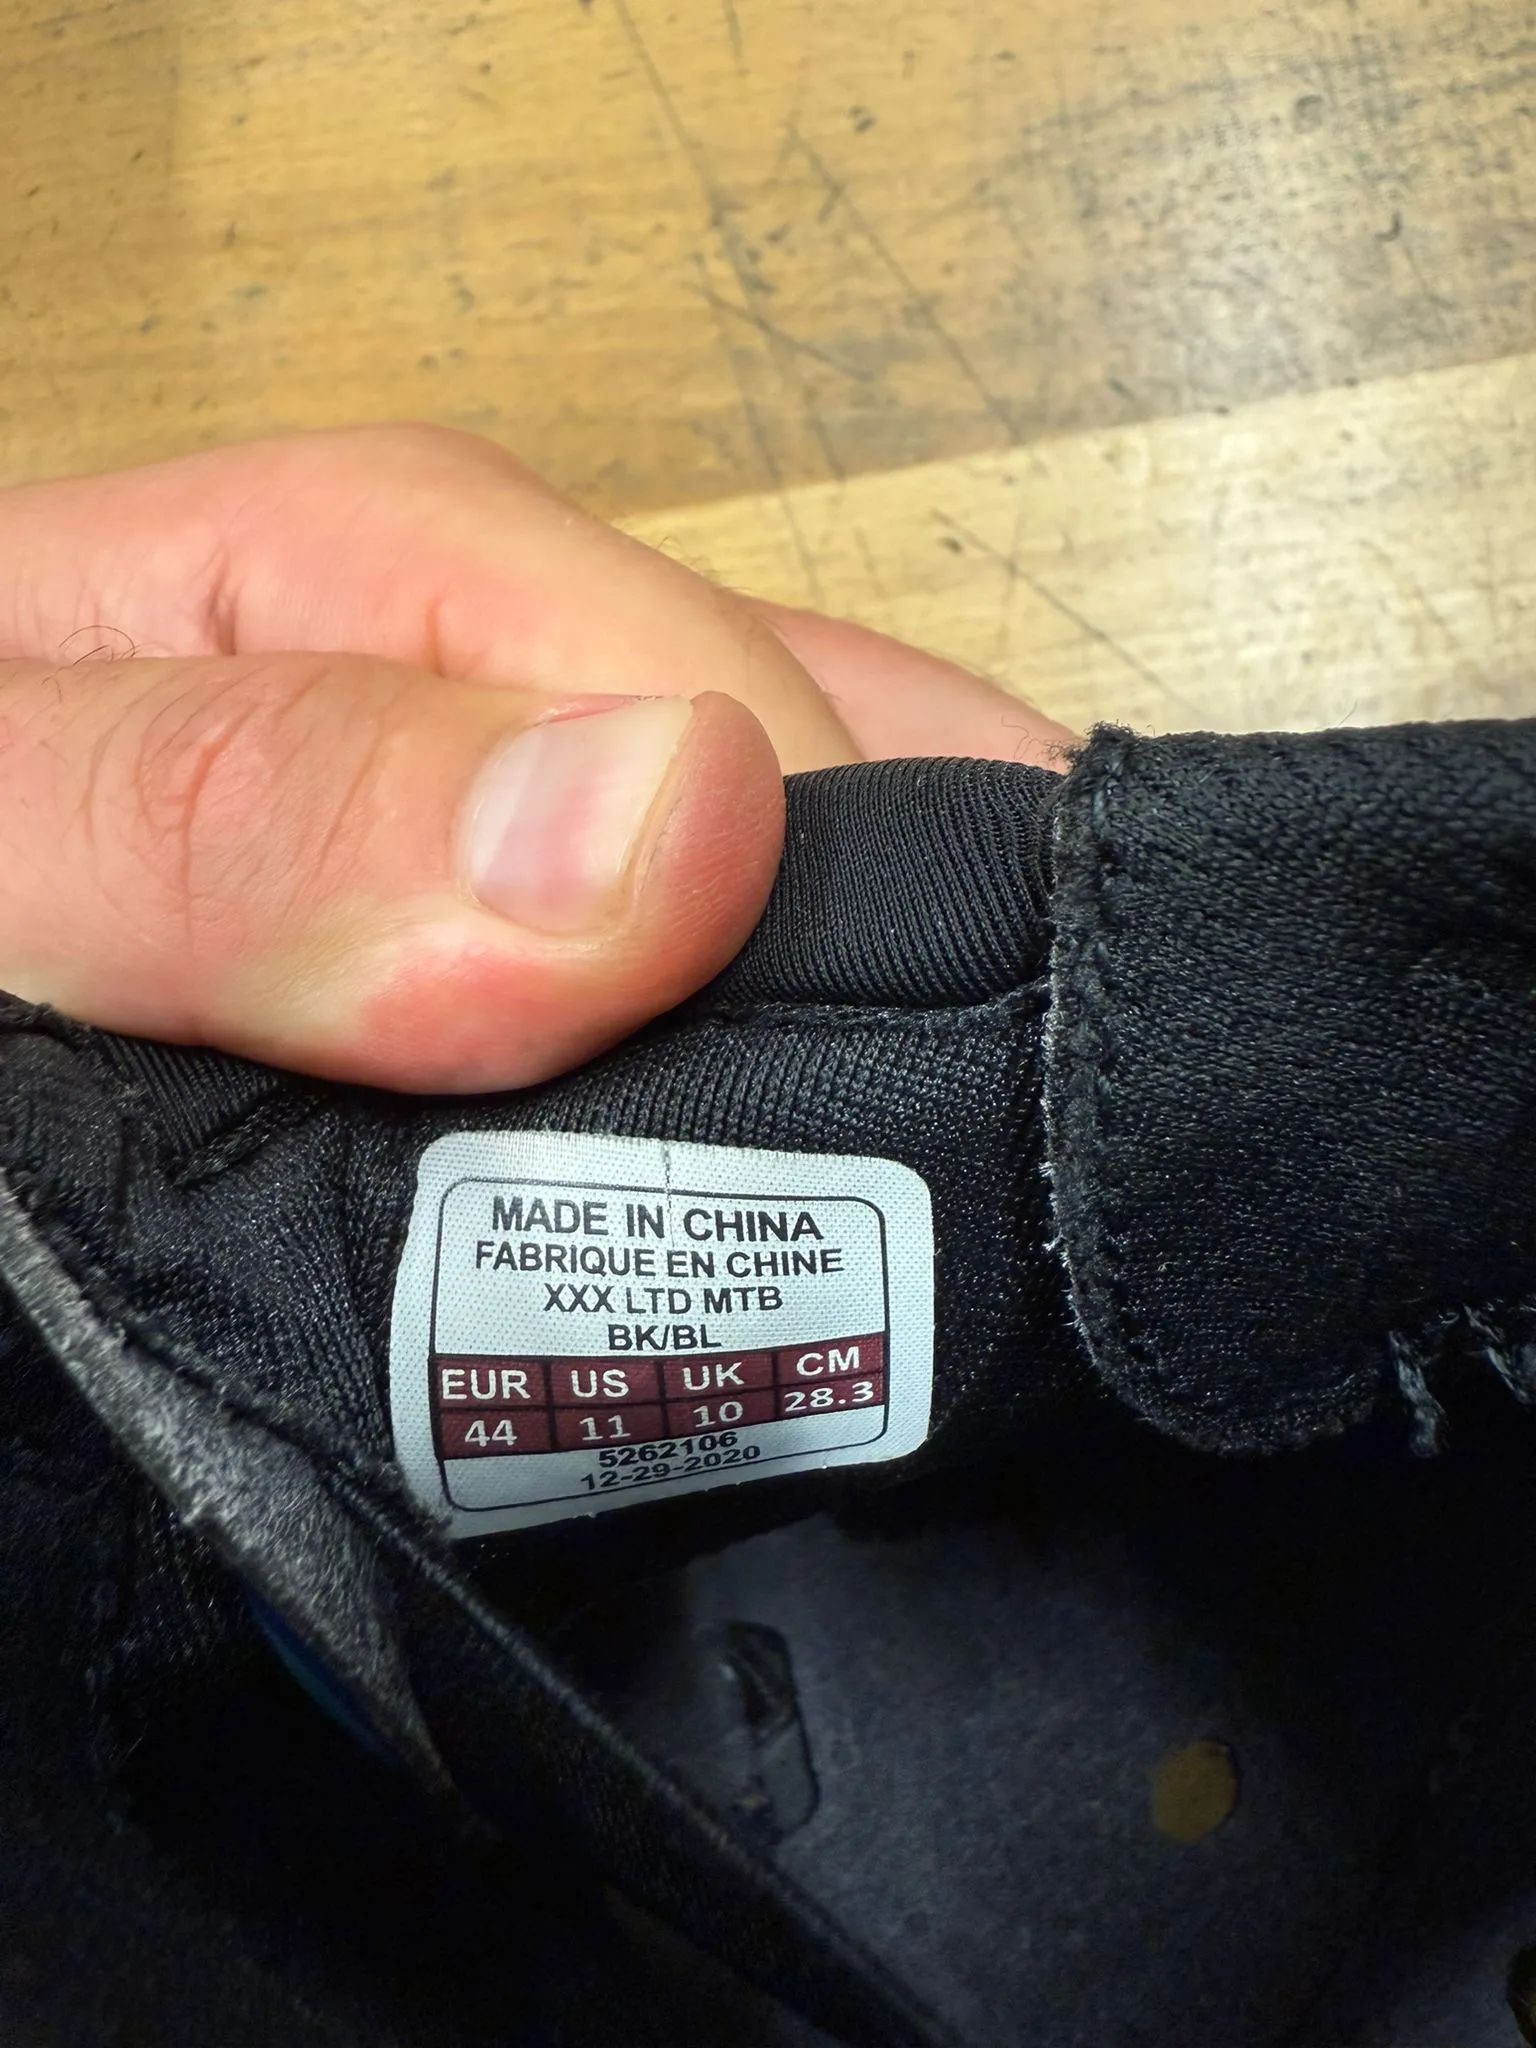 MADE IN CHINA
FABRIQUE EN CHINE
XXX LTD MTB
BK/BL
EUR US UK CM
44 11 10 28.3
5262106
12-29-2020